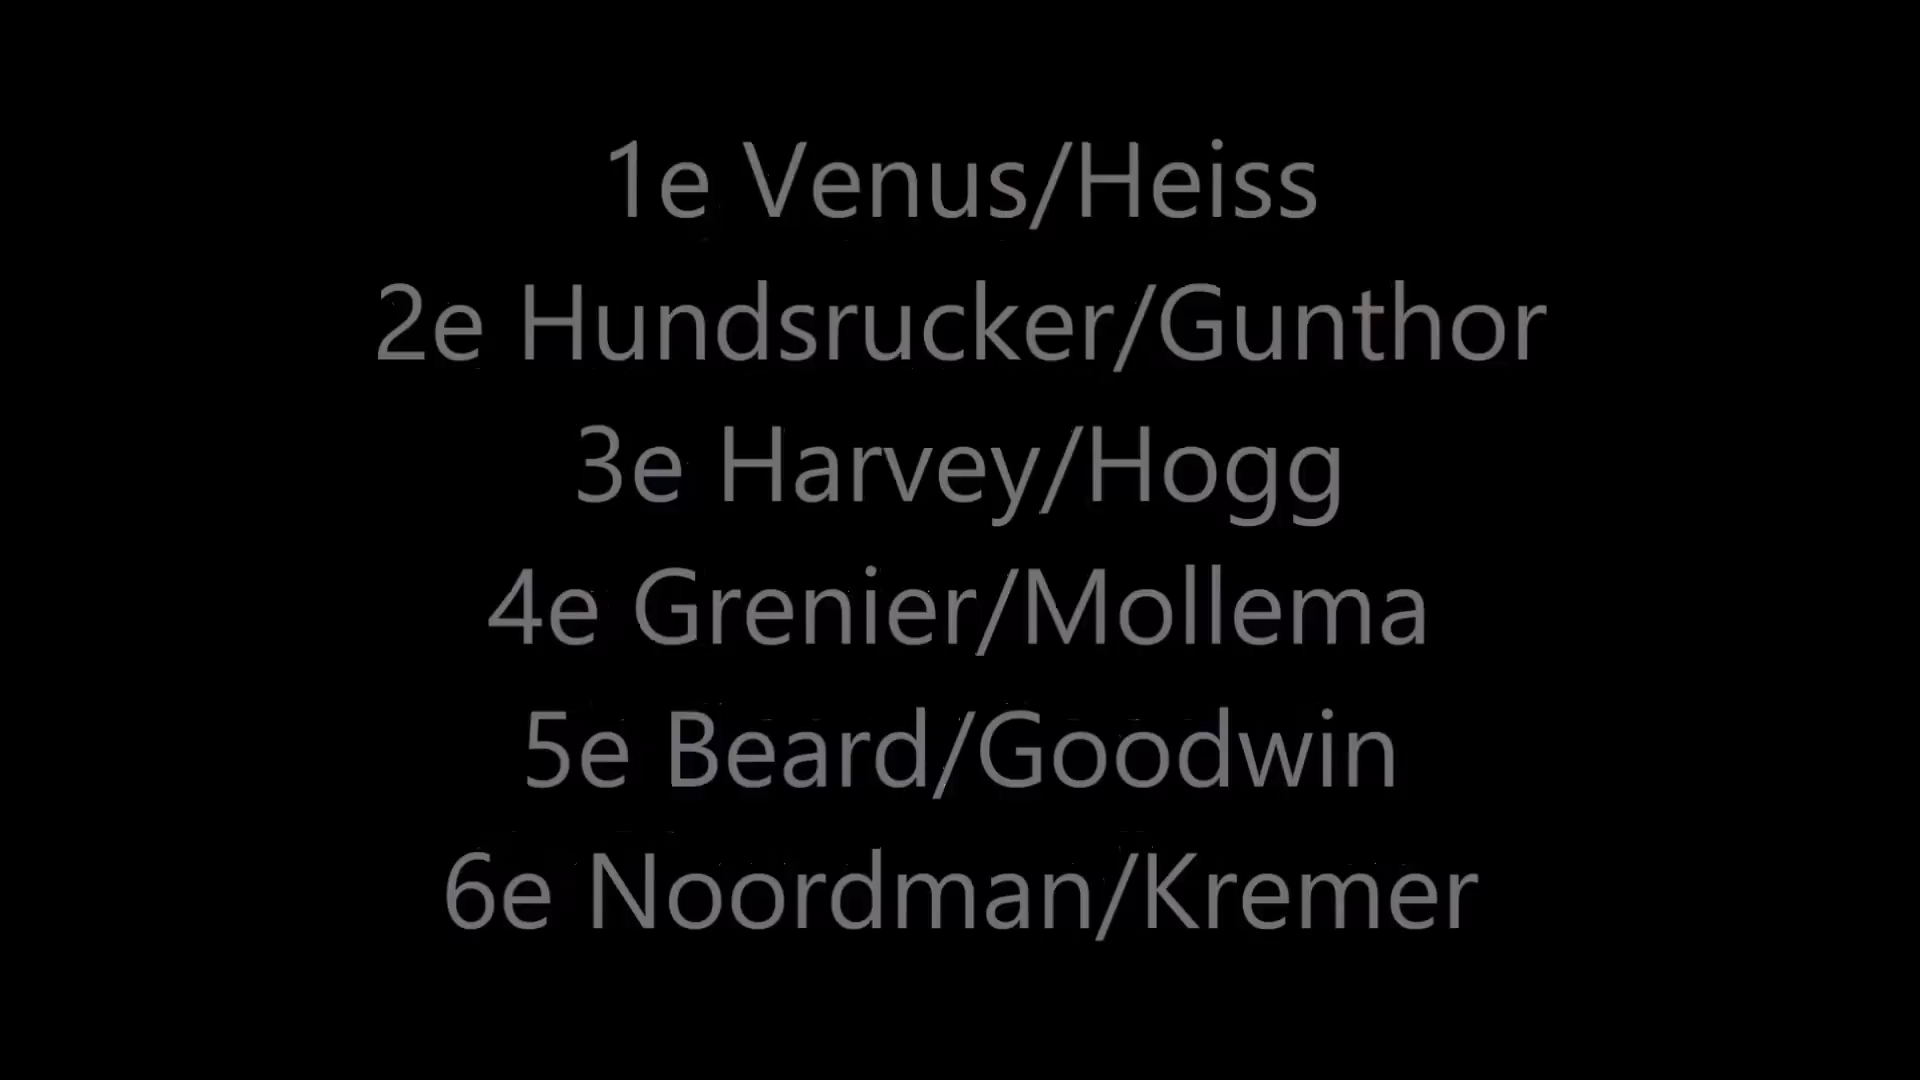 1e Venus/Heiss
2e Hundsrucker/Gunthor
3e Harvey/Hogg
4e Grenier/Mollema
5e Beard/Goodwin
6e Noordman/Kremer